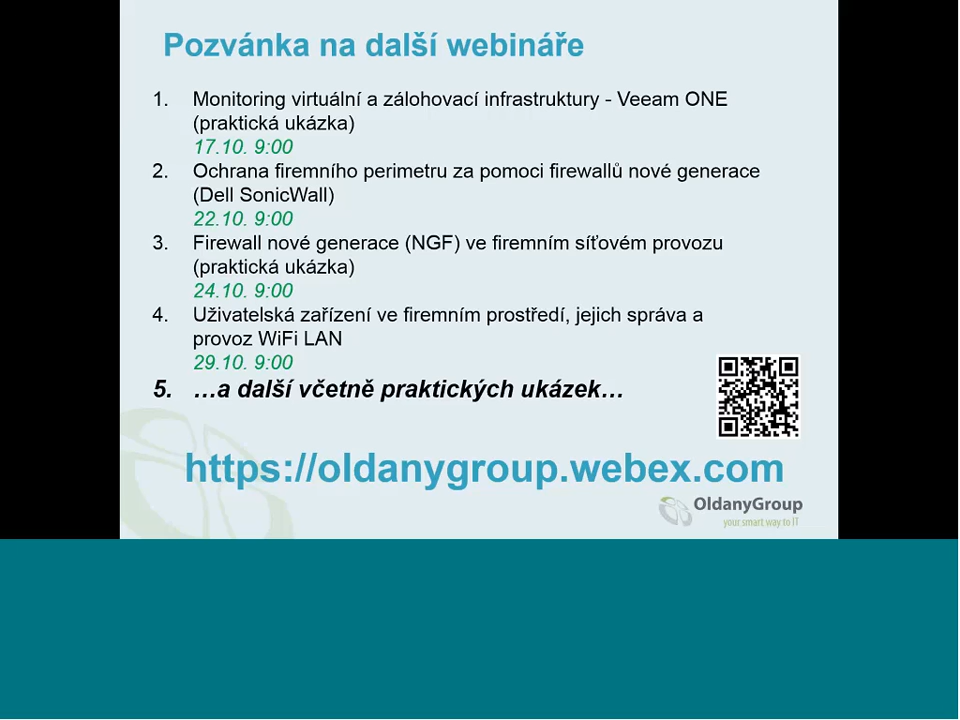 Pozvánka na další webináře
1. Monitoring virtuální a zálohovací infrastruktury - Veeam ONE
(praktická ukázka)
17.10. 9:00
2. Ochrana firemního perimetru za pomoci firewallů nové generace
(Dell SonicWall)
22.10. 9:00
3. Firewall nové generace (NGF) ve firemním síťovém provozu
(praktická ukázka)
24.10. 9:00
4. Uživatelská zařízení ve firemním prostředí, jejich správa a
provoz WiFi LAN
29.10. 9:00
5. …a další včetně praktických ukázek…
https://oldanygroup.webex.com
OldanyGroup
your smart way to IT